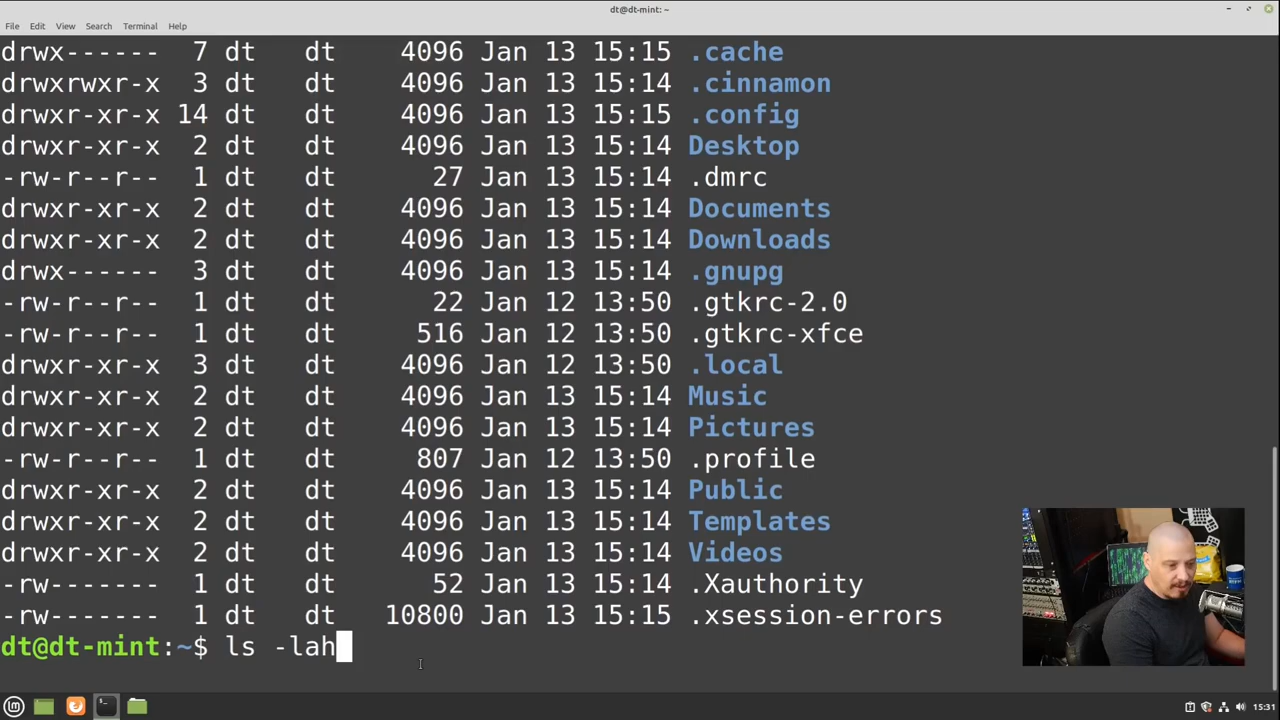 dt@dt-mint: ~
File Edit View Search Terminal Help
drwx------ 7 dt dt 4096 Jan 13 15:15 .cache
drwxrwxr-x 3 dt dt 4096 Jan 13 15:14 .cinnamon
drwxr-xr-x 14 dt dt 4096 Jan 13 15:15 .config
drwxr-xr-x 2 dt dt 4096 Jan 13 15:14 Desktop
-rw-r--r-- 1 dt dt 27 Jan 13 15:14 .dmrc
drwxr-xr-x 2 dt dt 4096 Jan 13 15:14 Documents
drwxr-xr-x 2 dt dt 4096 Jan 13 15:14 Downloads
drwx------ 3 dt dt 4096 Jan 13 15:14 .gnupg
-rw-r--r-- 1 dt dt 22 Jan 12 13:50 .gtkrc-2.0
-rw-r--r-- 1 dt dt 516 Jan 12 13:50 .gtkrc-xfce
drwxr-xr-x 3 dt dt 4096 Jan 12 13:50 .local
drwxr-xr-x 2 dt dt 4096 Jan 13 15:14 Music
drwxr-xr-x 2 dt dt 4096 Jan 13 15:14 Pictures
-rw-r--r-- 1 dt dt 807 Jan 12 13:50 .profile
drwxr-xr-x 2 dt dt 4096 Jan 13 15:14 Public
drwxr-xr-x 2 dt dt 4096 Jan 13 15:14 Templates
drwxr-xr-x 2 dt dt 4096 Jan 13 15:14 Videos
-rw------- 1 dt dt 52 Jan 13 15:14 .Xauthority
-rw------- 1 dt dt 10800 Jan 13 15:15 .xsession-errors
dt@dt-mint:~$ ls -lah
15:31